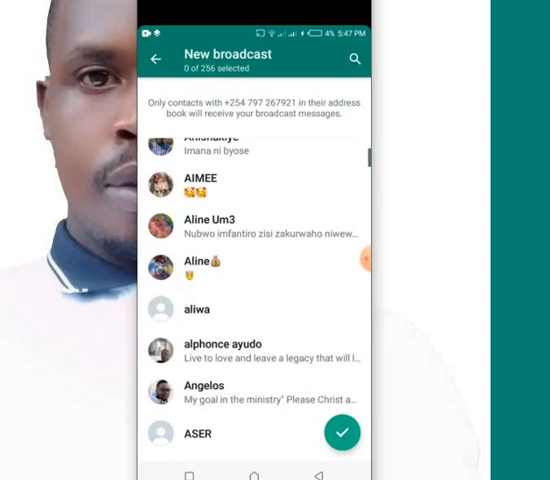 4% 5:47 PM
New broadcast
0 of 256 selected
Only contacts with +254 797 267921 in their address
book will receive your broadcast messages.
Imana ni byose
AIMEE
🥰🥰
Aline Um3
Nubwo imfantiro zisi zakurwaho niwew...
Aline💰
aliwa
alphonce ayudo
Live to love and leave a legacy that will l...
Angelos
My goal in the ministry" Please Christ a...
ASER